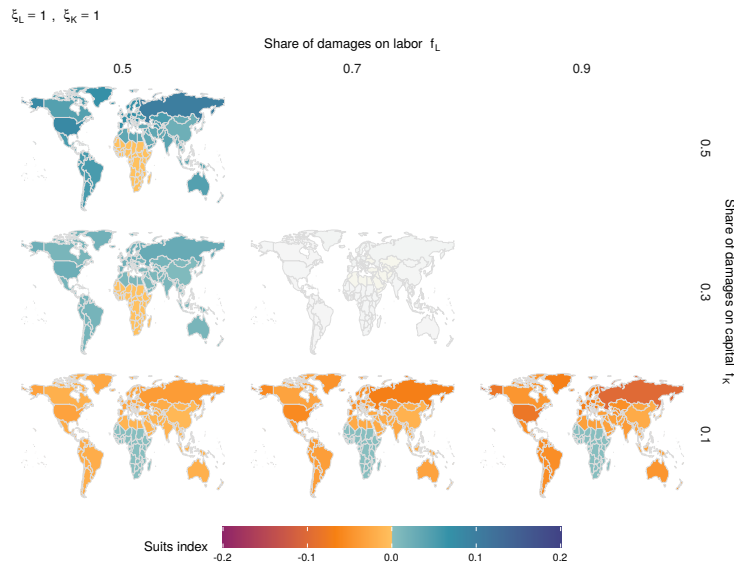 ξL = 1 , ξK = 1
Share of damages on labor fL
0.5 0.7 0.9
0.5
0.3
0.1
Share of damages on capital fK
Suits index
-0.2 -0.1 0.0 0.1 0.2